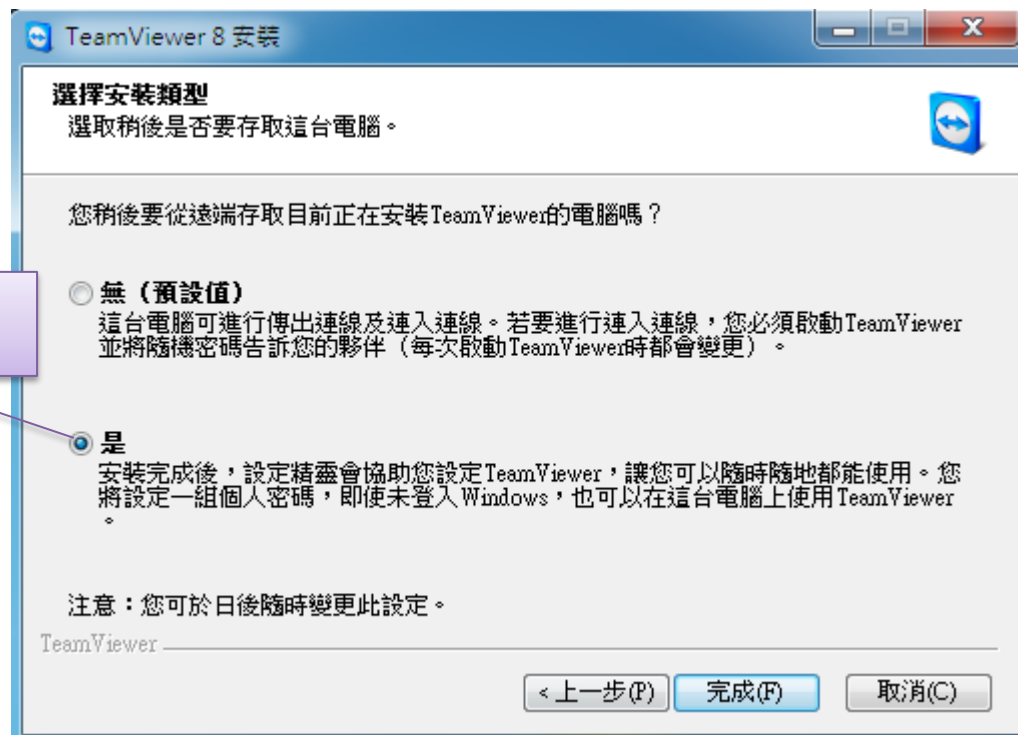 TeamViewer 8 安裝
選擇安裝類型
選取稍後是否要存取這台電腦。
您稍後要從遠端存取目前正在安裝TeamViewer的電腦嗎？
無（預設值）
這台電腦可進行傳出連線及連入連線。若要進行連入連線，您必須啟動TeamViewer
並將隨機密碼告訴您的夥伴（每次啟動TeamViewer時都會變更）。
是
安裝完成後，設定精靈會協助您設定TeamViewer，讓您可以隨時隨地都能使用。您
將設定一組個人密碼，即使未登入Windows，也可以在這台電腦上使用TeamViewer
。
注意：您可於日後隨時變更此設定。
TeamViewer
<上一步(P) 完成(F) 取消(C)